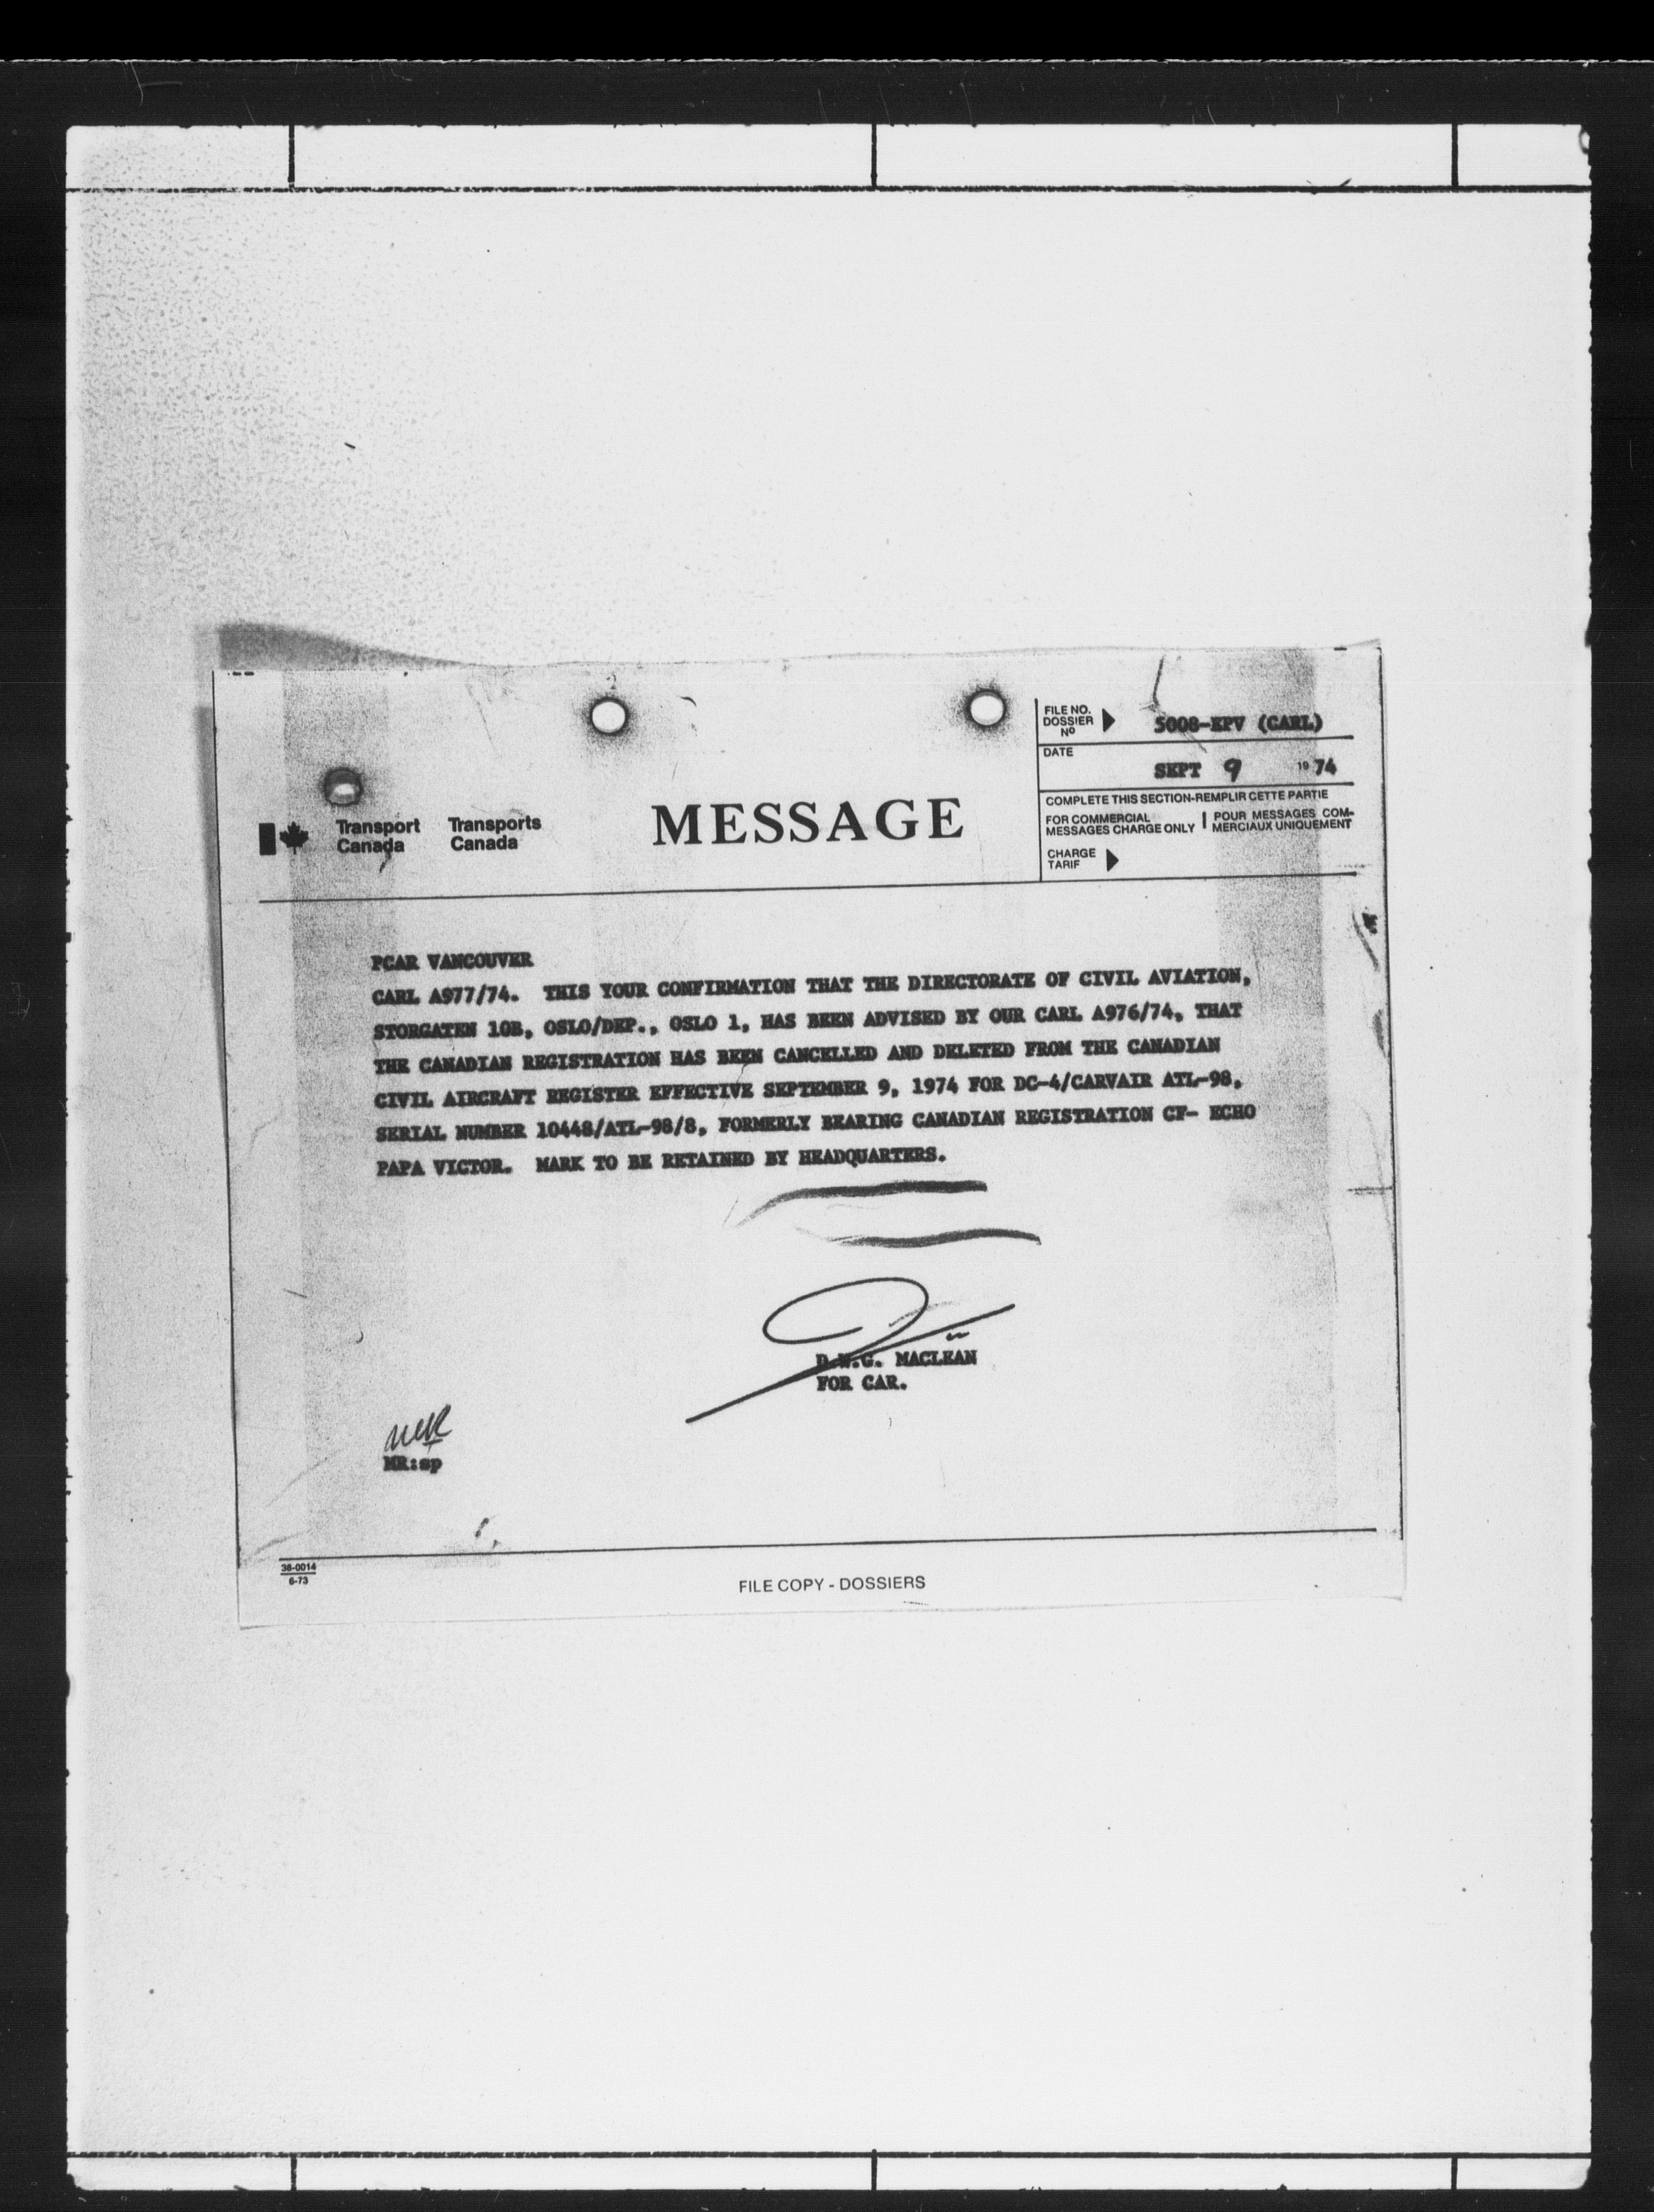 FILE NO.
DOSSIER
NO
5008-EPV (CARL)
DATE
SEPT 9 1974
COMPLETE THIS SECTION-REMPLIR CETTE PARTIE
FOR COMMERCIAL
MESSAGES CHARGE ONLY
POUR MESSAGES COM-
MERCIAUX UNIQUEMENT
CHARGE
TARIF
Transport
Canada
Transports
Canada
MESSAGE
PCAR VANCOUVER
CARL A977/74. THIS YOUR CONFIRMATION THAT THE DIRECTORATE OF CIVIL AVIATION,
STORGATEN 10B, OSLO/DEP., OSLO 1, HAS BEEN ADVISED BY OUR CARL A976/74, THAT
THE CANADIAN REGISTRATION HAS BEEN CANCELLED AND DELETED FROM THE CANADIAN
CIVIL AIRCRAFT REGISTER EFFECTIVE SEPTEMBER 9, 1974 FOR DC-4/CARVAIR ATL-98,
SERIAL NUMBER 10448/ATL-98/8, FORMERLY BEARING CANADIAN REGISTRATION CF- ECHO
PAPA VICTOR. MARK TO BE RETAINED BY HEADQUARTERS.
D.W.G. MACLEAN
FOR CAR.
MR:sp
38-0014
6-73
FILE COPY - DOSSIERS